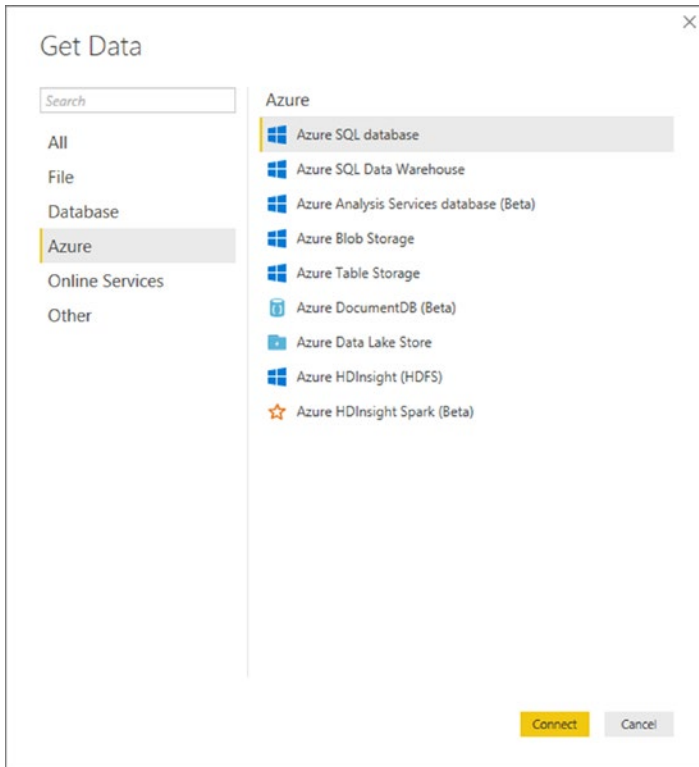 Get Data
Search
All
File
Database
Azure
Online Services
Other
Azure
Azure SQL database
Azure SQL Data Warehouse
Azure Analysis Services database (Beta)
Azure Blob Storage
Azure Table Storage
Azure DocumentDB (Beta)
Azure Data Lake Store
Azure HDInsight (HDFS)
Azure HDInsight Spark (Beta)
Connect
Cancel